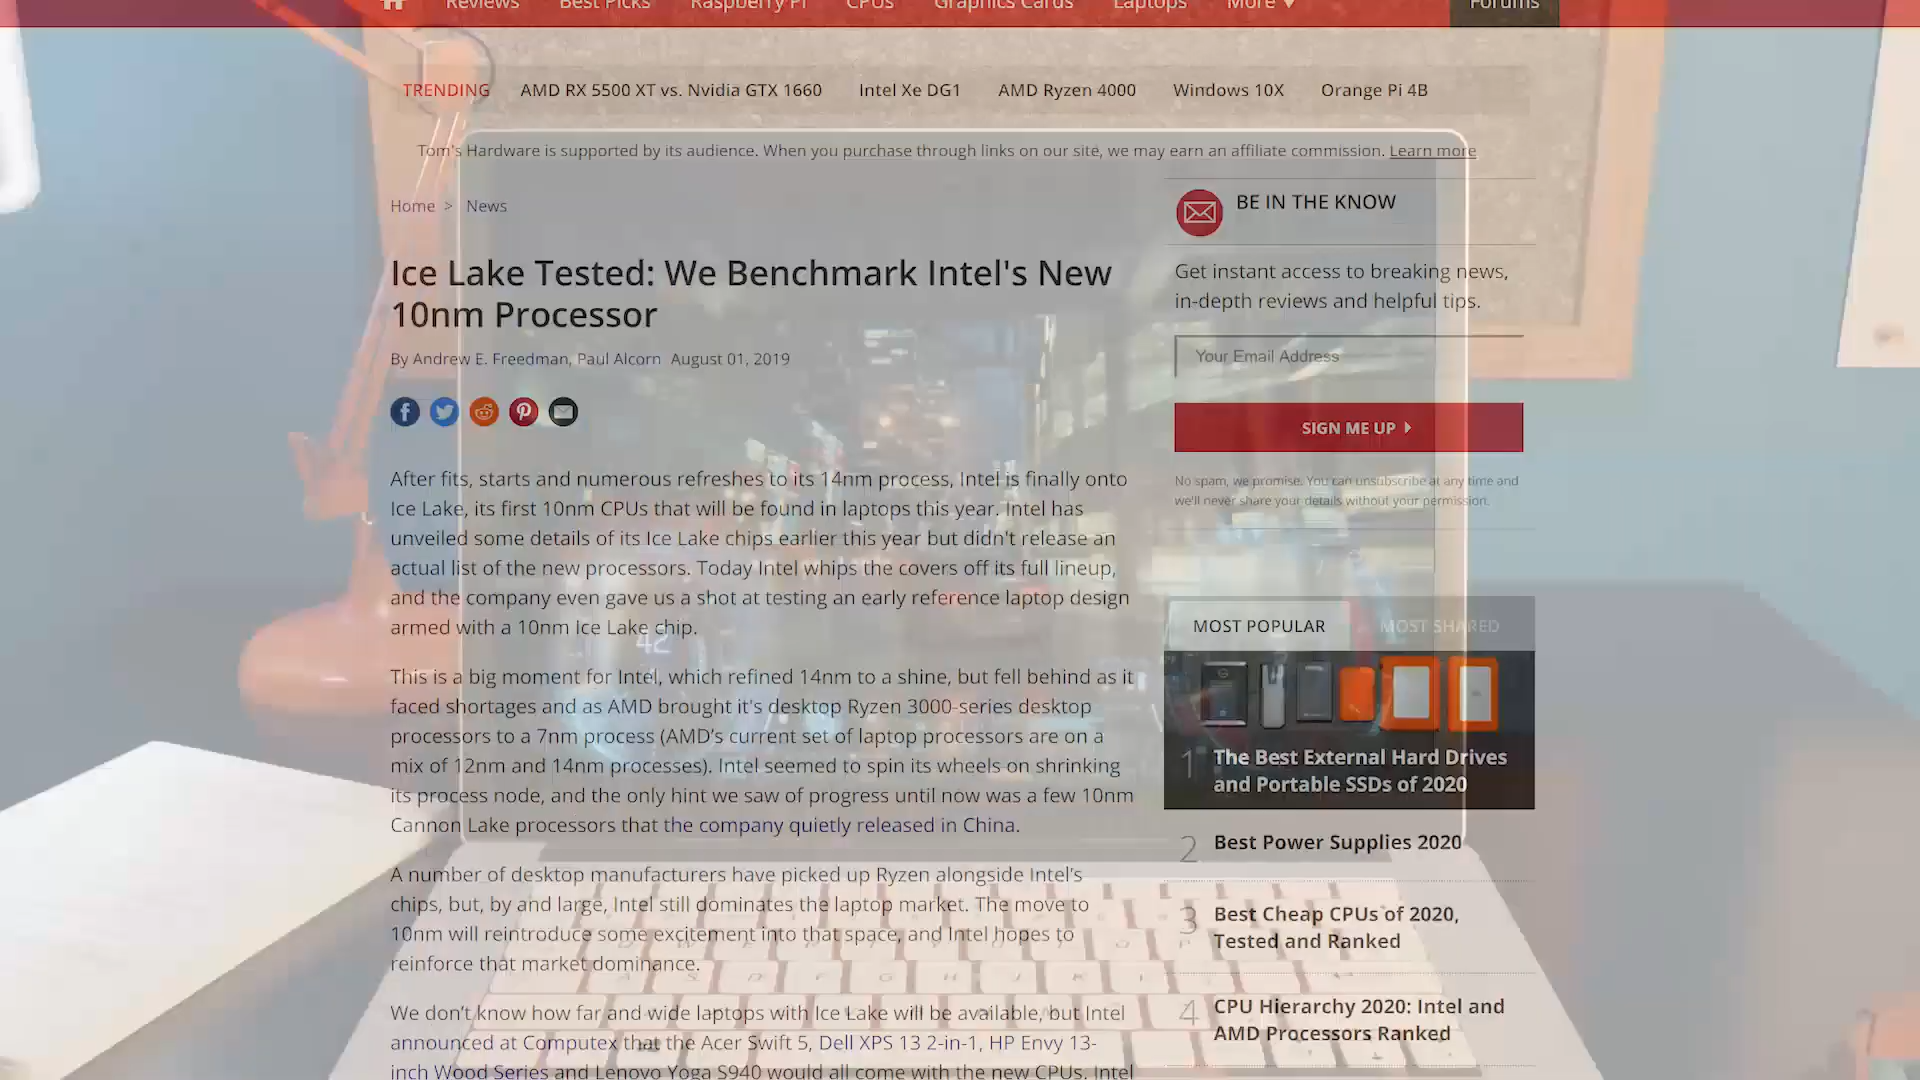 Reviews Best Picks Raspberry Pi CPUs Graphics Cards Laptops More ▼ Forums
TRENDING AMD RX 5500 XT vs. Nvidia GTX 1660 Intel Xe DG1 AMD Ryzen 4000 Windows 10X Orange Pi 4B
Tom's Hardware is supported by its audience. When you purchase through links on our site, we may earn an affiliate commission. Learn more
Home > News
Ice Lake Tested: We Benchmark Intel's New
10nm Processor
By Andrew E. Freedman, Paul Alcorn August 01, 2019
After fits, starts and numerous refreshes to its 14nm process, Intel is finally onto
Ice Lake, its first 10nm CPUs that will be found in laptops this year. Intel has
unveiled some details of its Ice Lake chips earlier this year but didn't release an
actual list of the new processors. Today Intel whips the covers off its full lineup,
and the company even gave us a shot at testing an early reference laptop design
armed with a 10nm Ice Lake chip.
42
This is a big moment for Intel, which refined 14nm to a shine, but fell behind as it
faced shortages and as AMD brought it's desktop Ryzen 3000-series desktop
processors to a 7nm process (AMD's current set of laptop processors are on a
mix of 12nm and 14nm processes). Intel seemed to spin its wheels on shrinking
its process node, and the only hint we saw of progress until now was a few 10nm
Cannon Lake processors that the company quietly released in China.
A number of desktop manufacturers have picked up Ryzen alongside Intel's
chips, but, by and large, Intel still dominates the laptop market. The move to
10nm will reintroduce some excitement into that space, and Intel hopes to
reinforce that market dominance.
We don't know how far and wide laptops with Ice Lake will be available, but Intel
announced at Computex that the Acer Swift 5, Dell XPS 13 2-in-1, HP Envy 13-
inch Wood Series and Lenovo Yoga S940 would all come with the new CPUs. Intel
BE IN THE KNOW
Get instant access to breaking news,
in-depth reviews and helpful tips.
Your Email Address
SIGN ME UP
No spam, we promise. You can unsubscribe at any time and
we'll never share your details without your permission.
MOST POPULAR MOST SHARED
1 The Best External Hard Drives
and Portable SSDs of 2020
2 Best Power Supplies 2020
3 Best Cheap CPUs of 2020,
Tested and Ranked
4 CPU Hierarchy 2020: Intel and
AMD Processors Ranked